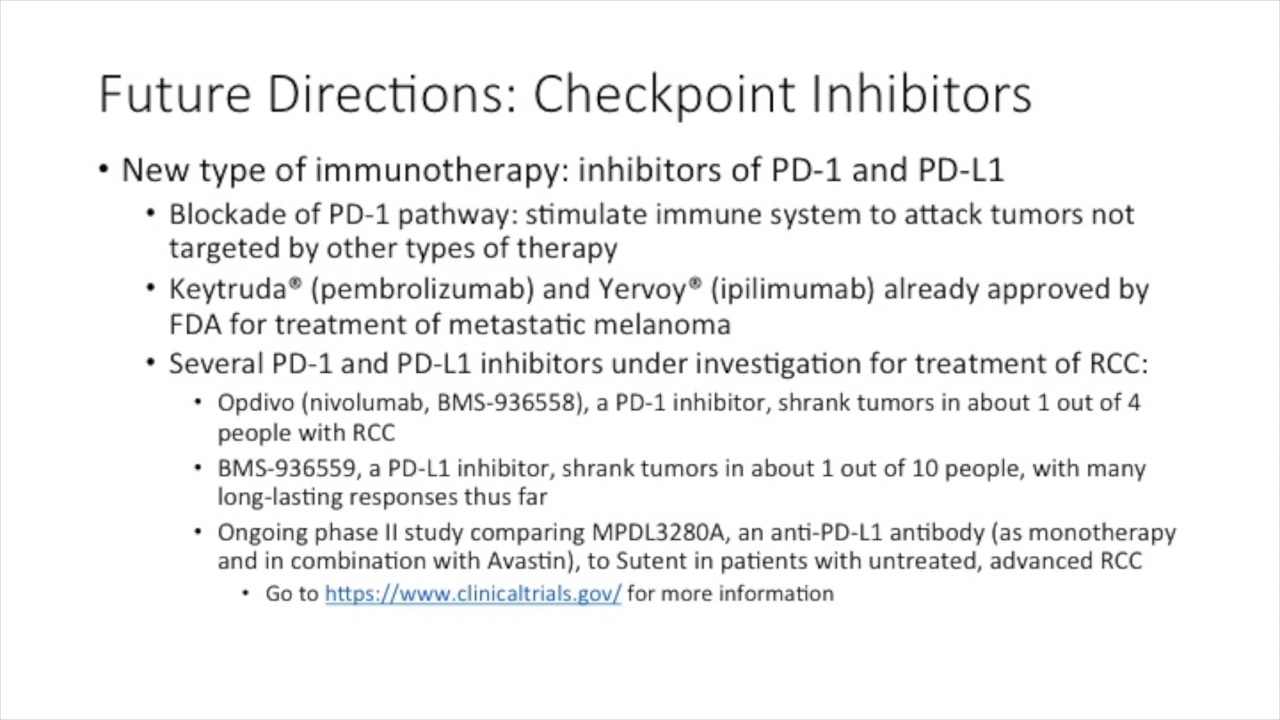 Future Directions: Checkpoint Inhibitors
• New type of immunotherapy: inhibitors of PD-1 and PD-L1
• Blockade of PD-1 pathway: stimulate immune system to attack tumors not
targeted by other types of therapy
• Keytruda® (pembrolizumab) and Yervoy® (ipilimumab) already approved by
FDA for treatment of metastatic melanoma
• Several PD-1 and PD-L1 inhibitors under investigation for treatment of RCC:
• Opdivo (nivolumab, BMS-936558), a PD-1 inhibitor, shrank tumors in about 1 out of 4
people with RCC
• BMS-936559, a PD-L1 inhibitor, shrank tumors in about 1 out of 10 people, with many
long-lasting responses thus far
• Ongoing phase II study comparing MPDL3280A, an anti-PD-L1 antibody (as monotherapy
and in combination with Avastin), to Sutent in patients with untreated, advanced RCC
• Go to https://www.clinicaltrials.gov/ for more information